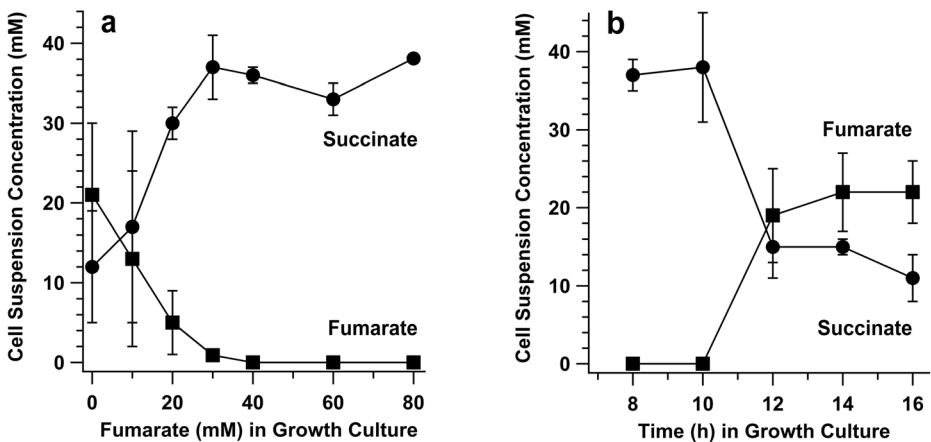 a
Cell Suspension Concentration (mM)
40
30
20
10
0
Succinate
Fumarate
0 20 40 60 80
Fumarate (mM) in Growth Culture
b
Cell Suspension Concentration (mM)
40
30
20
10
0
Fumarate
Succinate
8 10 12 14 16
Time (h) in Growth Culture